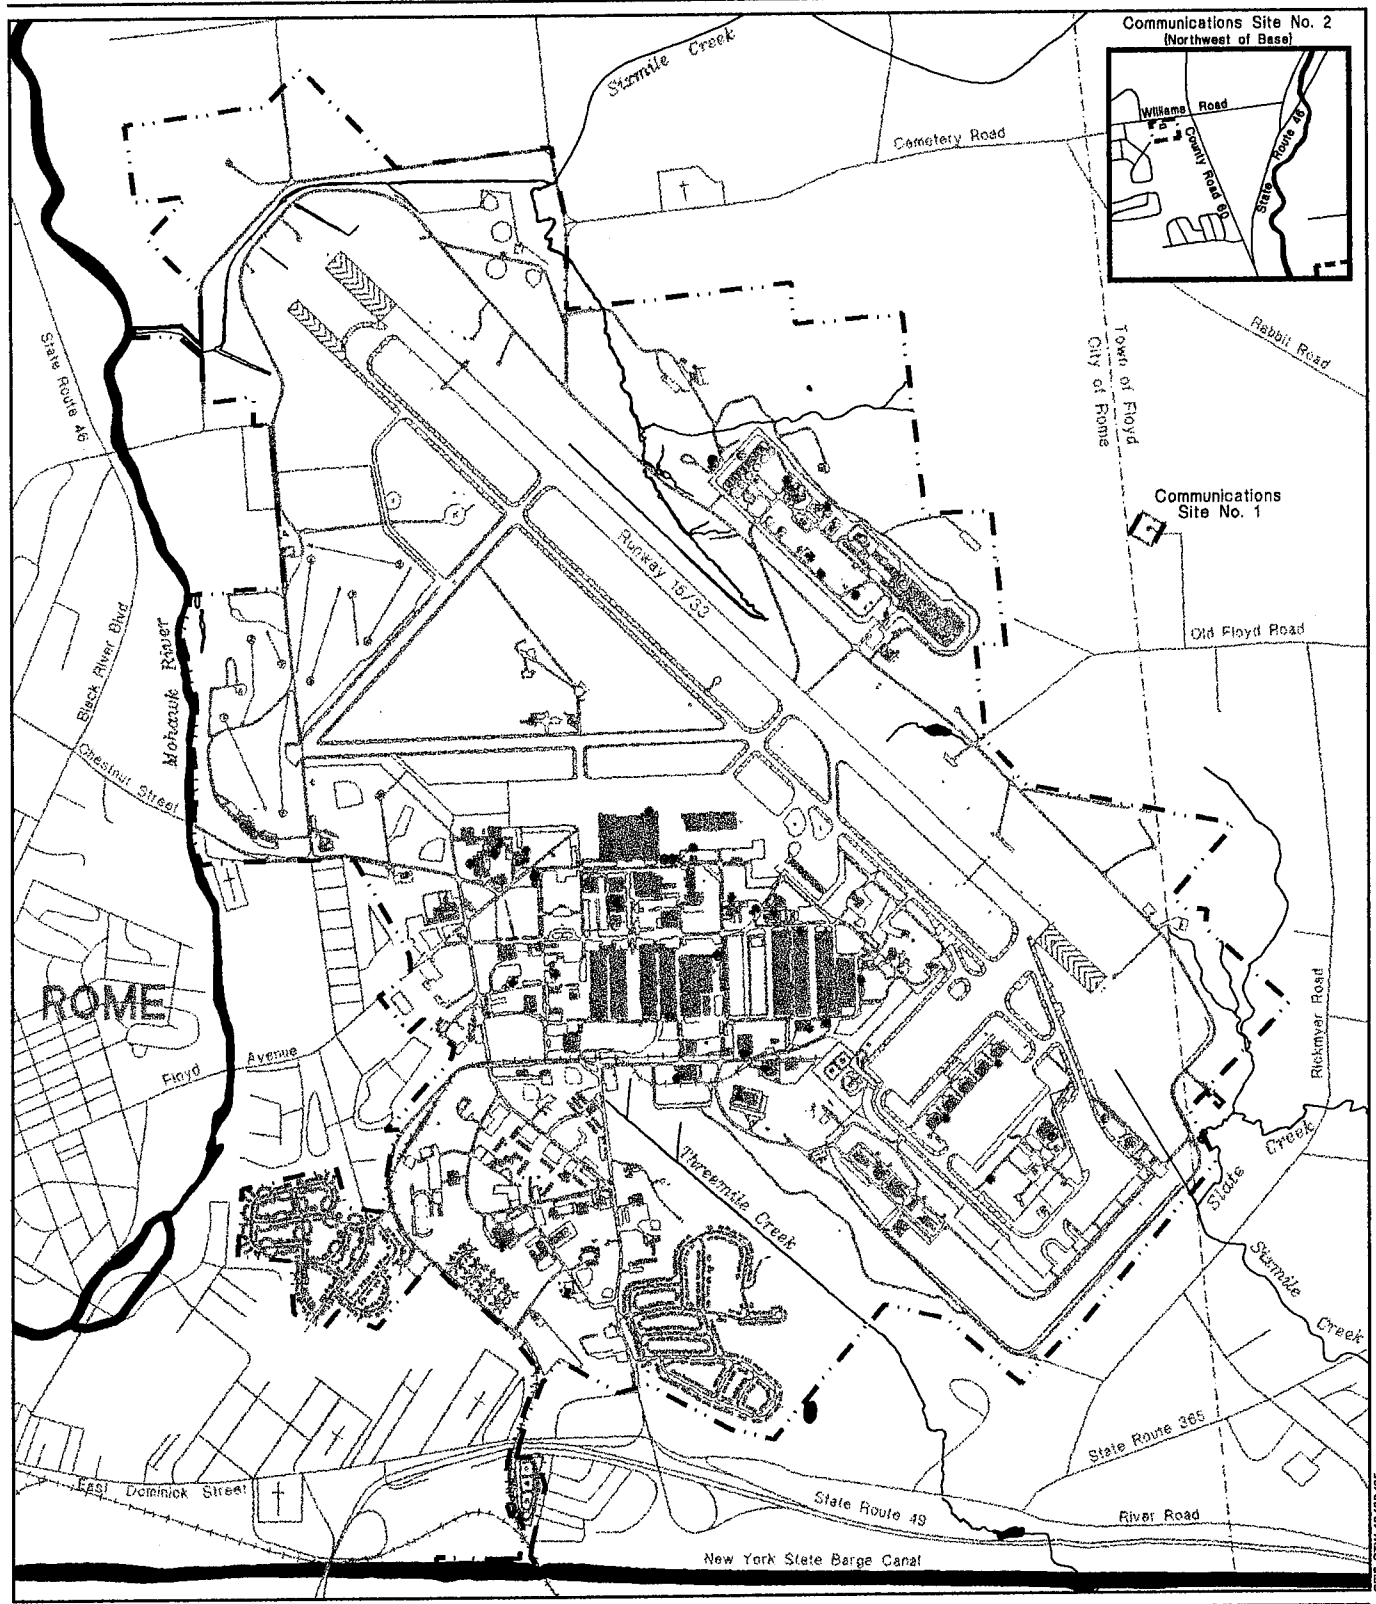 Communications Site No. 2
(Northwest of Base)
Williams Road
County Road 60
State Route 46
Sixmile Creek
Cemetery Road
Rabbit Road
Town of Floyd
City of Rome
State Route 46
Communications
Site No. 1
Runway 15/33
Old Floyd Road
Black River Blvd
Mohawk River
Chestnut Street
ROME
Floyd Avenue
Rickmyer Road
Threemile Creek
Slate Creek
Sixmile Creek
State Route 365
East Dominick Street
State Route 49
River Road
New York State Barge Canal